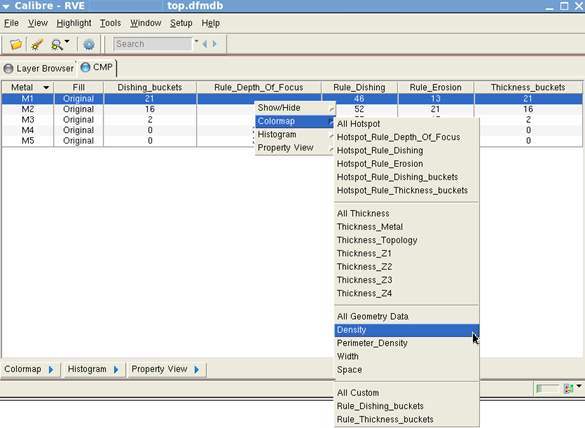 Calibre - RVE top.dfmdb
File View Highlight Tools Window Setup Help
Search
Layer Browser CMP
Metal Fill Dishing_buckets Rule_Depth_Of_Focus Rule_Dishing Rule_Erosion Thickness_buckets
M1 Original 21 46 13 21
M2 Original 16 52 21 16
M3 Original 2 2
M4 Original 0 0
M5 Original 0 0
Show/Hide
Colormap
Histogram
Property View
All Hotspot
Hotspot_Rule_Depth_Of_Focus
Hotspot_Rule_Dishing
Hotspot_Rule_Erosion
Hotspot_Rule_Dishing_buckets
Hotspot_Rule_Thickness_buckets
All Thickness
Thickness_Metal
Thickness_Topology
Thickness_Z1
Thickness_Z2
Thickness_Z3
Thickness_Z4
All Geometry Data
Density
Perimeter_Density
Width
Space
All Custom
Rule_Dishing_buckets
Rule_Thickness_buckets
Colormap Histogram Property View